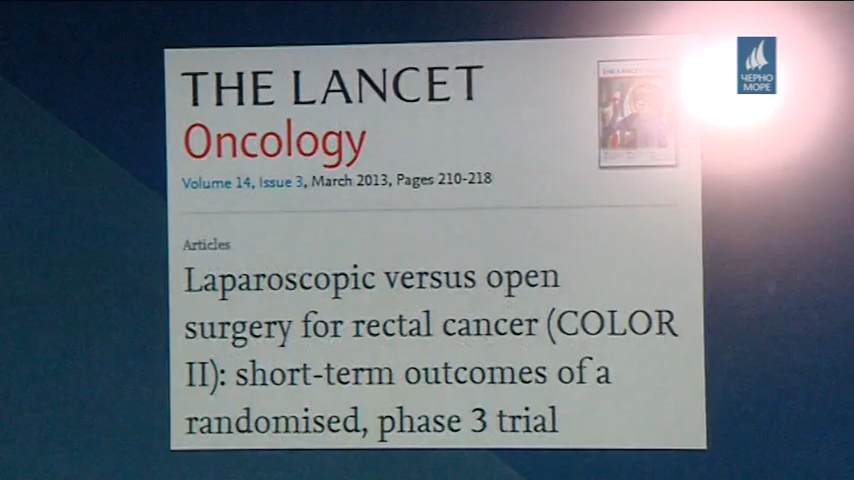 THE LANCET
Oncology
Volume 14, Issue 3, March 2013, Pages 210-218
Articles
Laparoscopic versus open
surgery for rectal cancer (COLOR
II): short-term outcomes of a
randomised, phase 3 trial
ЧЕРНО
МОРЕ